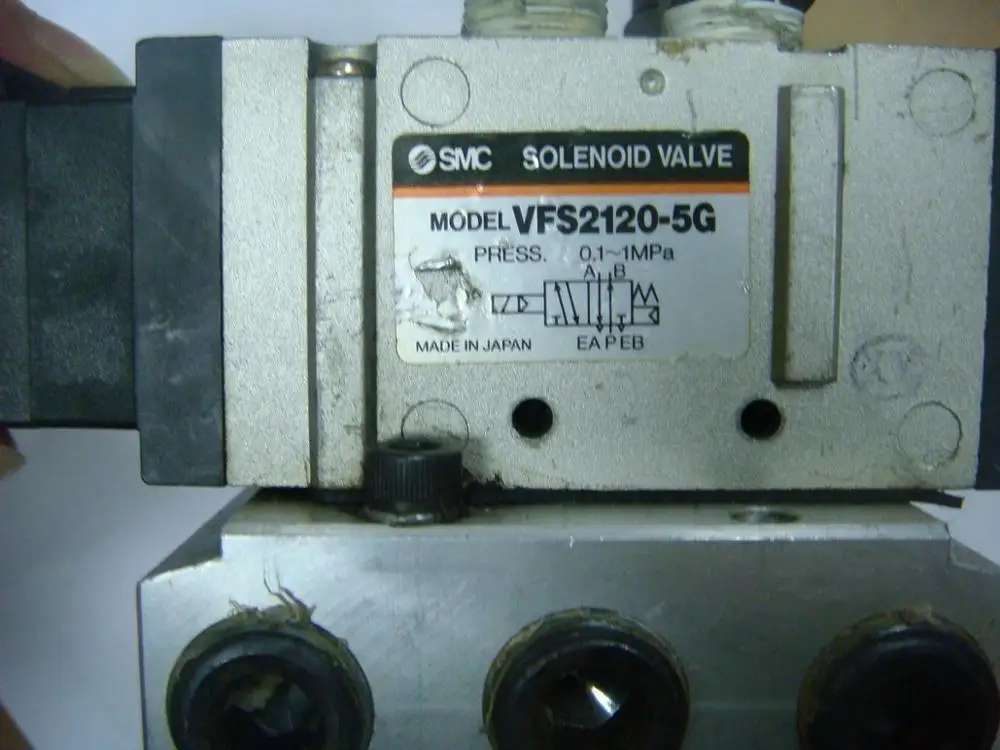 SMC SOLENOID VALVE
MODEL VFS2120-5G
PRESS. 0.1~1MPa
A B
EA P EB
MADE IN JAPAN